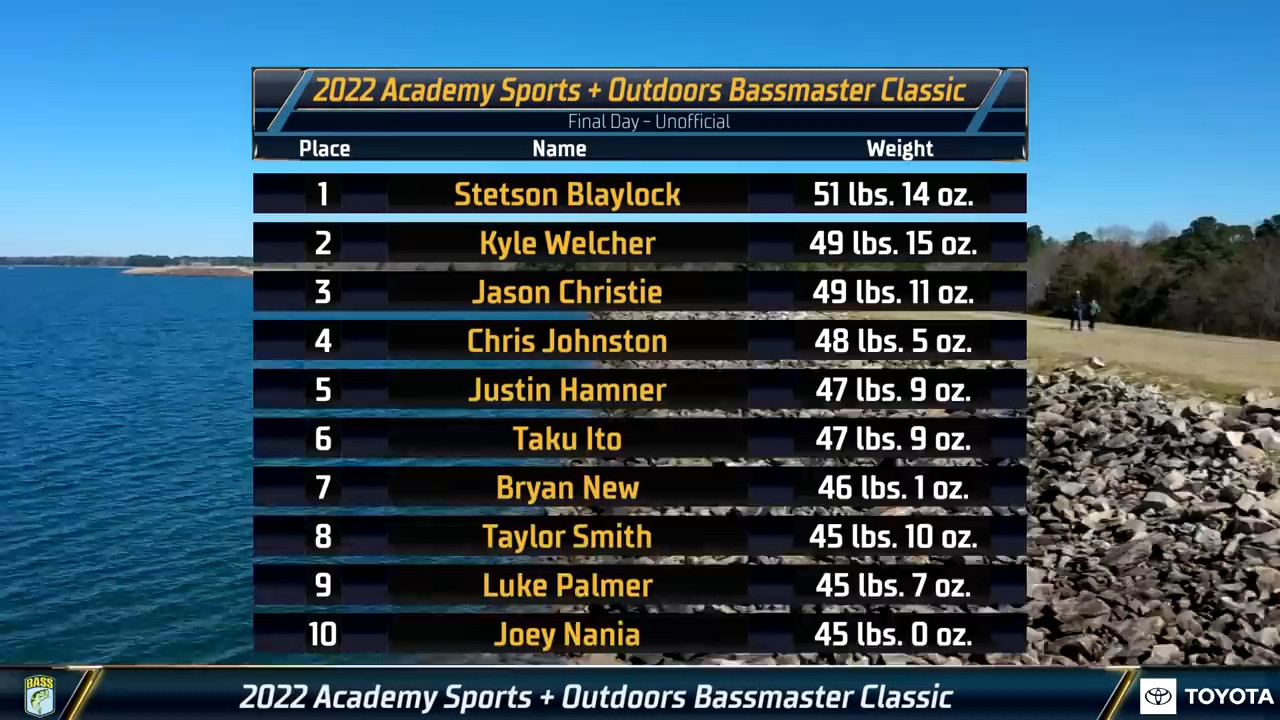 2022 Academy Sports + Outdoors Bassmaster Classic
Final Day - Unofficial
Place Name Weight
1 Stetson Blaylock 51 lbs. 14 oz.
2 Kyle Welcher 49 lbs. 15 oz.
3 Jason Christie 49 lbs. 11 oz.
4 Chris Johnston 48 lbs. 5 oz.
5 Justin Hamner 47 lbs. 9 oz.
6 Taku Ito 47 lbs. 9 oz.
7 Bryan New 46 lbs. 1 oz.
8 Taylor Smith 45 lbs. 10 oz.
9 Luke Palmer 45 lbs. 7 oz.
10 Joey Nania 45 lbs. 0 oz.
BASS 2022 Academy Sports + Outdoors Bassmaster Classic TOYOTA